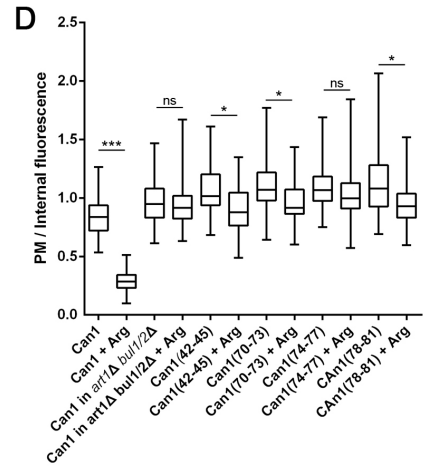 D
PM / Internal fluorescence
2.5
2.0
1.5
1.0
0.5
0.0
***
ns
*
*
ns
*
Can1
Can1 + Arg
Can1 in art1Δ bul1/2Δ
Can1 in art1Δ bul1/2Δ + Arg
Can1(42-45)
Can1(42-45) + Arg
Can1(70-73)
Can1(70-73) + Arg
Can1(74-77)
Can1(74-77) + Arg
CAn1(78-81)
CAn1(78-81) + Arg